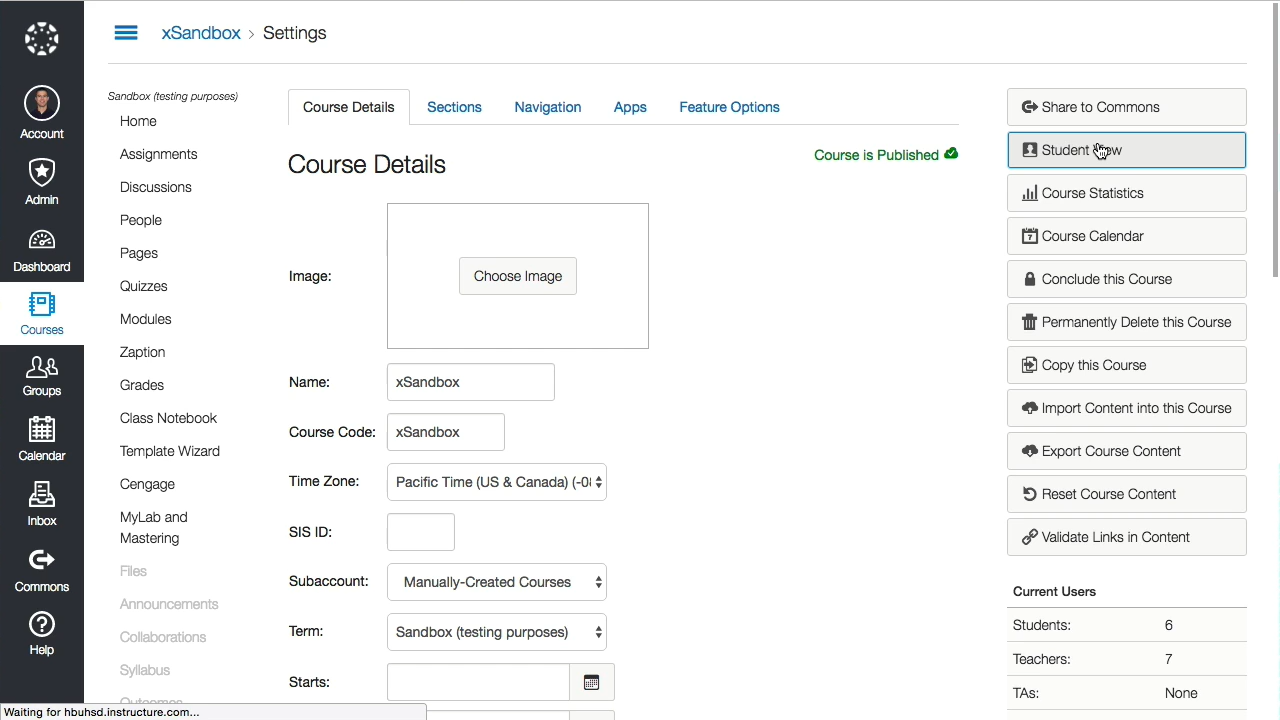 xSandbox > Settings
Account
Admin
Dashboard
Courses
Groups
Calendar
Inbox
Commons
Help
Sandbox (testing purposes)
Home
Assignments
Discussions
People
Pages
Quizzes
Modules
Zaption
Grades
Class Notebook
Template Wizard
Cengage
MyLab and
Mastering
Files
Announcements
Collaborations
Syllabus
Outcomes
Course Details Sections Navigation Apps Feature Options
Course Details
Course is Published
Image:
Choose Image
Name: xSandbox
Course Code: xSandbox
Time Zone: Pacific Time (US & Canada) (-0
SIS ID:
Subaccount: Manually-Created Courses
Term: Sandbox (testing purposes)
Starts:
Share to Commons
Student
Course Statistics
7 Course Calendar
Conclude this Course
Permanently Delete this Course
Copy this Course
Import Content into this Course
Export Course Content
Reset Course Content
Validate Links in Content
Current Users
Students: 6
Teachers: 7
TAs: None
Waiting for hbuhsd.instructure.com...